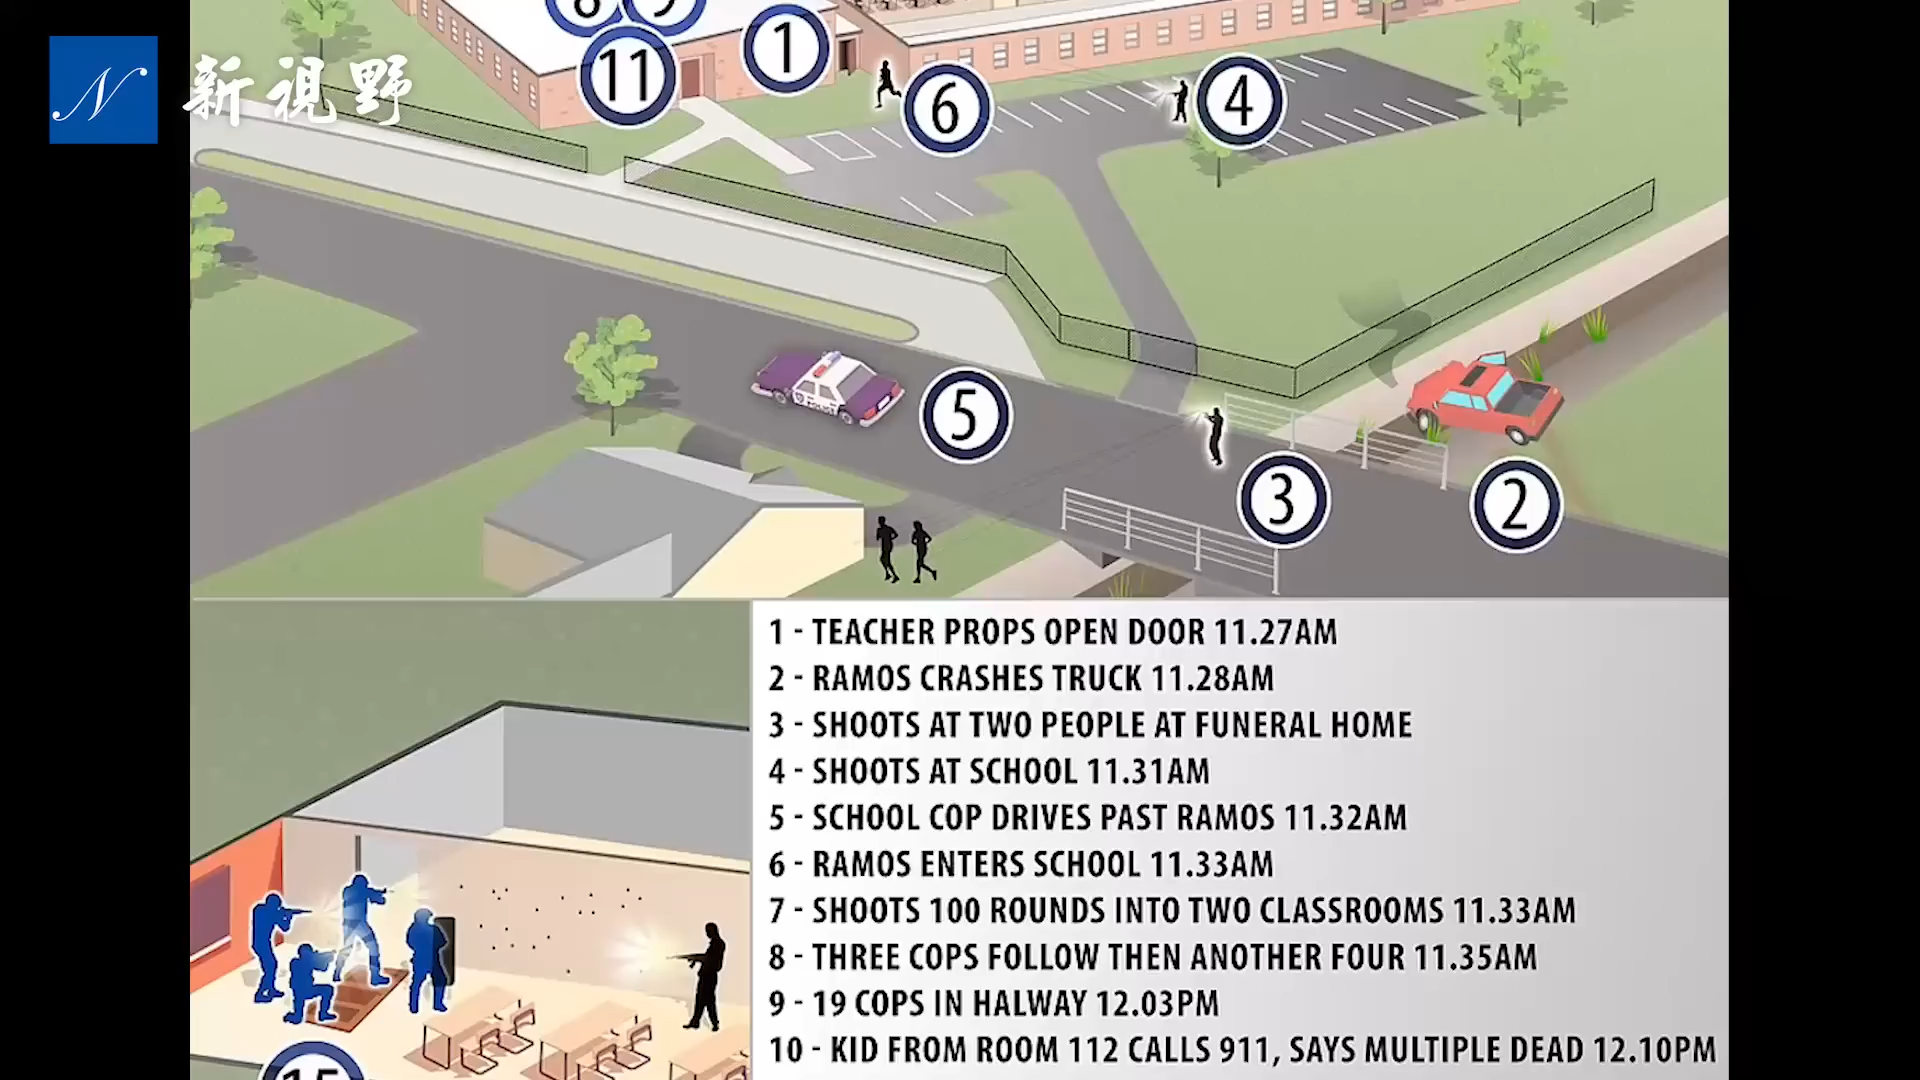 N 新視野
8 9
11
1
6
4
5
3
2
1 - TEACHER PROPS OPEN DOOR 11.27AM
2 - RAMOS CRASHES TRUCK 11.28AM
3 - SHOOTS AT TWO PEOPLE AT FUNERAL HOME
4 - SHOOTS AT SCHOOL 11.31AM
5 - SCHOOL COP DRIVES PAST RAMOS 11.32AM
6 - RAMOS ENTERS SCHOOL 11.33AM
7 - SHOOTS 100 ROUNDS INTO TWO CLASSROOMS 11.33AM
8 - THREE COPS FOLLOW THEN ANOTHER FOUR 11.35AM
9 - 19 COPS IN HALWAY 12.03PM
10 - KID FROM ROOM 112 CALLS 911, SAYS MULTIPLE DEAD 12.10PM
15